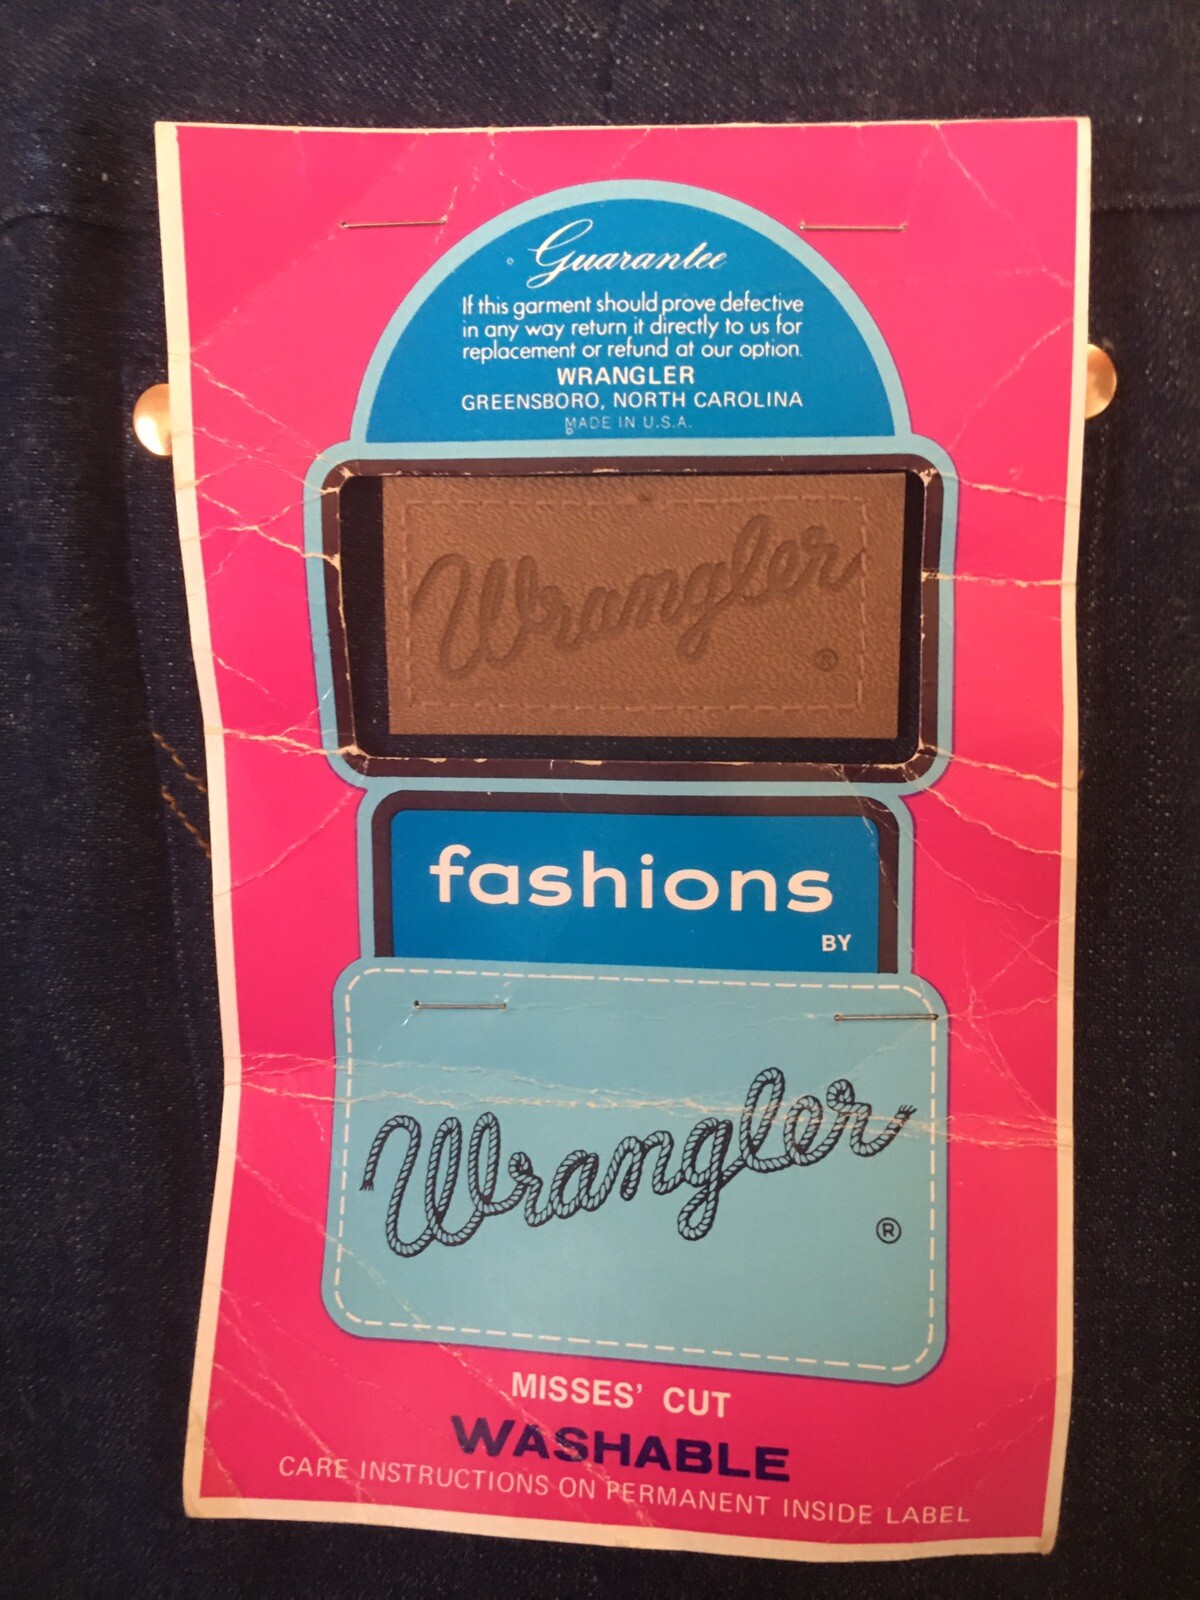 Guarantee
If this garment should prove defective
in any way return it directly to us for
replacement or refund at our option.
WRANGLER
GREENSBORO, NORTH CAROLINA
MADE IN U.S.A.
Wrangler
®
fashions
BY
Wrangler
®
MISSES' CUT
WASHABLE
CARE INSTRUCTIONS ON PERMANENT INSIDE LABEL